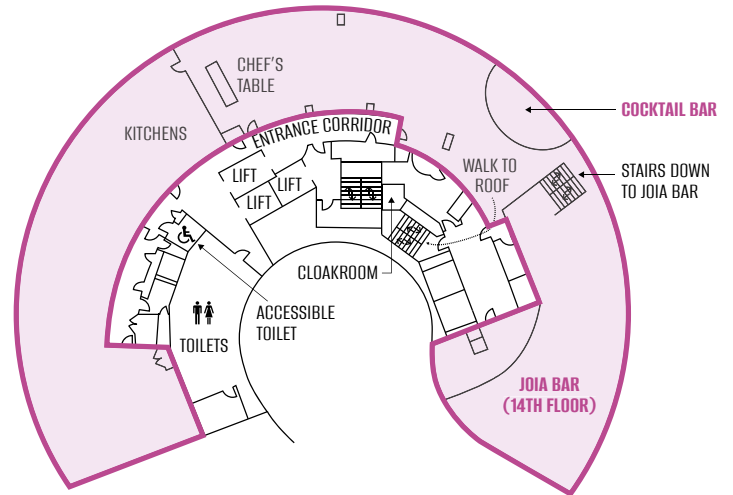 CHEF'S
TABLE
KITCHENS
ENTRANCE CORRIDOR
COCKTAIL BAR
WALK TO
ROOF
STAIRS DOWN
TO JOIA BAR
LIFT
LIFT
LIFT
CLOAKROOM
ACCESSIBLE
TOILET
TOILETS
JOIA BAR
(14TH FLOOR)